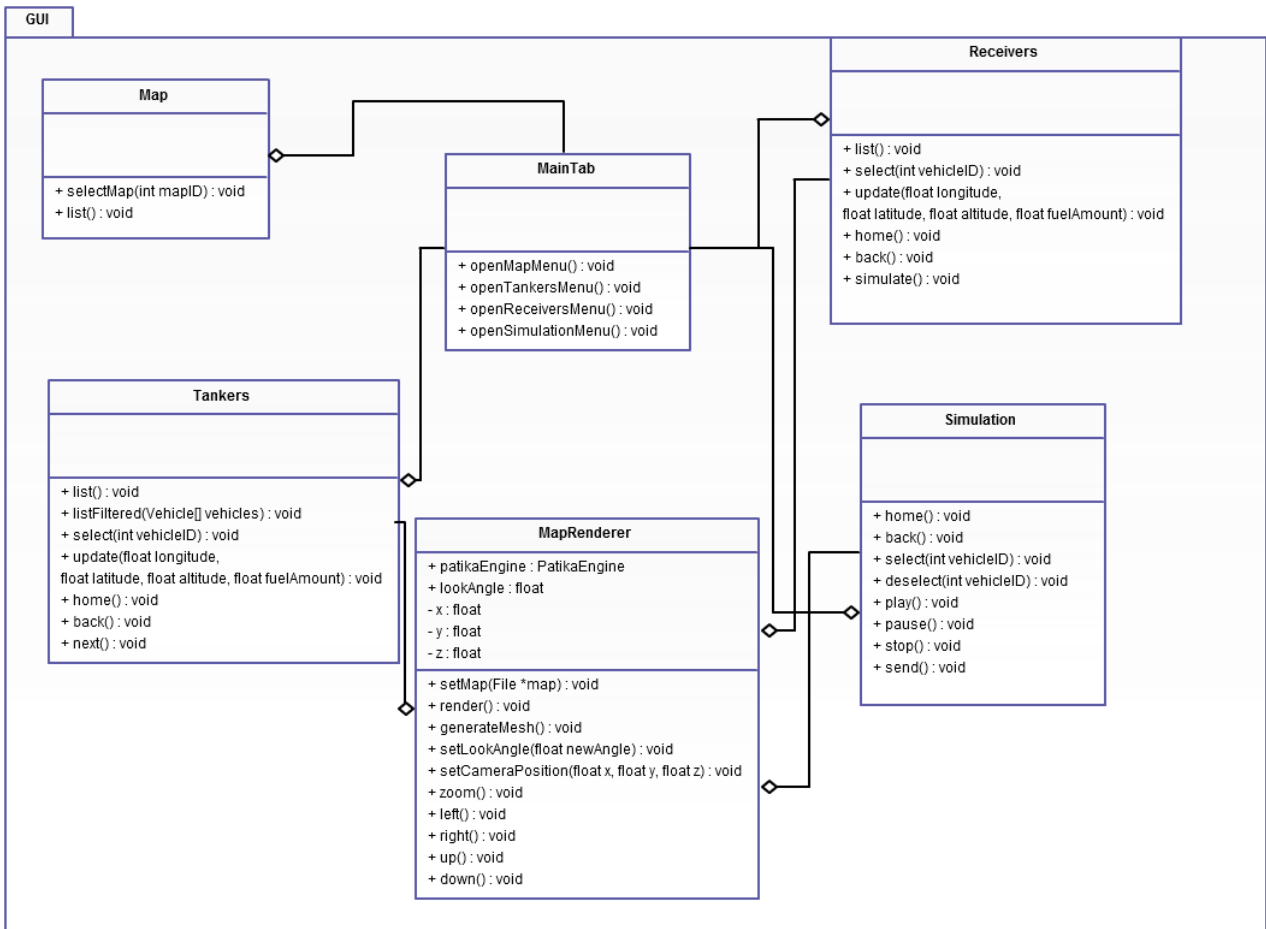 GUI
Map
+ selectMap(int mapID) : void
+ list() : void
MainTab
+ openMapMenu() : void
+ openTankersMenu() : void
+ openReceiversMenu() : void
+ openSimulationMenu() : void
Receivers
+ list() : void
+ select(int vehicleID) : void
+ update(float longitude,
float latitude, float altitude, float fuelAmount) : void
+ home() : void
+ back() : void
+ simulate() : void
Tankers
+ list() : void
+ listFiltered(Vehicle[] vehicles) : void
+ select(int vehicleID) : void
+ update(float longitude,
float latitude, float altitude, float fuelAmount) : void
+ home() : void
+ back() : void
+ next() : void
MapRenderer
+ patikaEngine : PatikaEngine
+ lookAngle : float
- x : float
- y : float
- z : float
+ setMap(File *map) : void
+ render() : void
+ generateMesh() : void
+ setLookAngle(float newAngle) : void
+ setCameraPosition(float x, float y, float z) : void
+ zoom() : void
+ left() : void
+ right() : void
+ up() : void
+ down() : void
Simulation
+ home() : void
+ back() : void
+ select(int vehicleID) : void
+ deselect(int vehicleID) : void
+ play() : void
+ pause() : void
+ stop() : void
+ send() : void